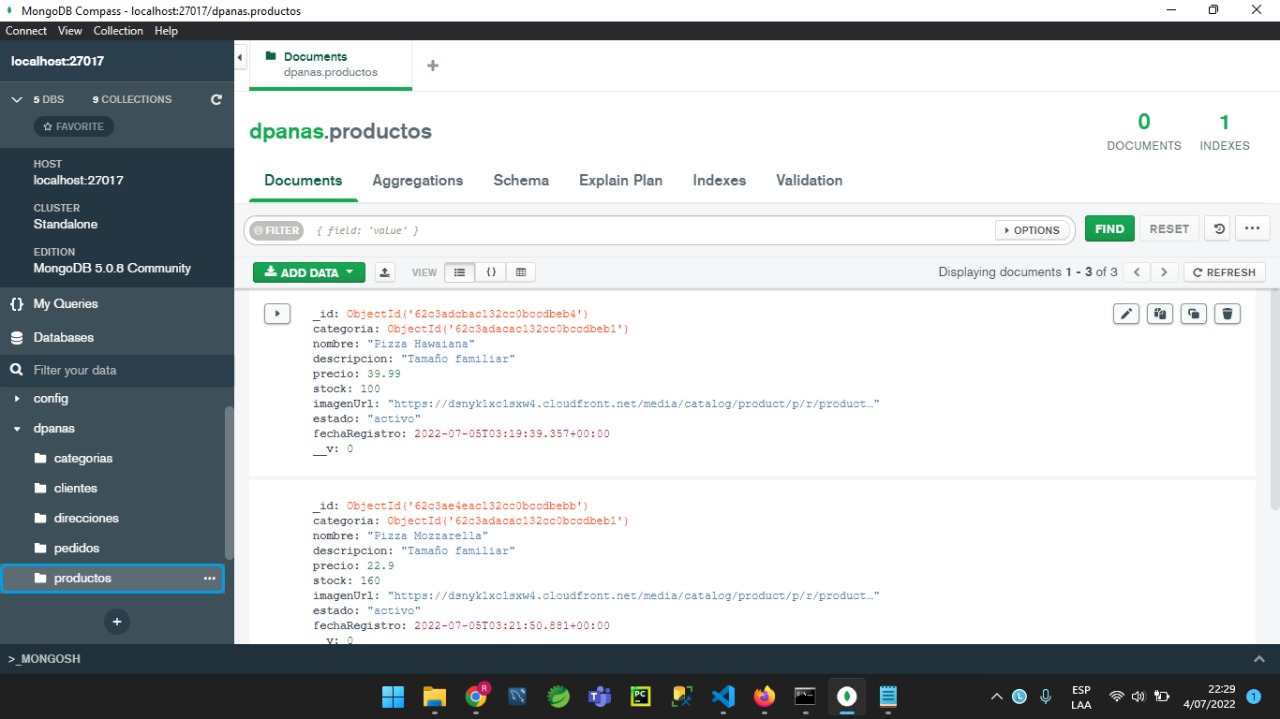 MongoDB Compass - localhost:27017/dpanas.productos
Connect View Collection Help
localhost:27017
5 DBS 9 COLLECTIONS
FAVORITE
HOST
localhost:27017
CLUSTER
Standalone
EDITION
MongoDB 5.0.8 Community
{} My Queries
Databases
Filter your data
config
dpanas
categorias
clientes
direcciones
pedidos
productos
Documents
dpanas.productos
dpanas.productos
0
DOCUMENTS
1
INDEXES
Documents Aggregations Schema Explain Plan Indexes Validation
FILTER { field: 'value' } OPTIONS FIND RESET
ADD DATA VIEW {} Displaying documents 1 - 3 of 3 REFRESH
_id: ObjectId('62c3adcbac132cc0bccdbeb4')
categoria: ObjectId('62c3adacac132cc0bccdbeb1')
nombre: "Pizza Hawaiana"
descripcion: "Tamaño familiar"
precio: 39.99
stock: 100
imagenUrl: "https://dsnyk1xc1sxw4.cloudfront.net/media/catalog/product/p/r/product…"
estado: "activo"
fechaRegistro: 2022-07-05T03:19:39.357+00:00
__v: 0
_id: ObjectId('62c3ae4eac132cc0bccdbebb')
categoria: ObjectId('62c3adacac132cc0bccdbeb1')
nombre: "Pizza Mozzarella"
descripcion: "Tamaño familiar"
precio: 22.9
stock: 160
imagenUrl: "https://dsnyk1xc1sxw4.cloudfront.net/media/catalog/product/p/r/product…"
estado: "activo"
fechaRegistro: 2022-07-05T03:21:50.881+00:00
__v: 0
>_MONGOSH
R
T
PC
ESP
LAA
22:29
4/07/2022
1